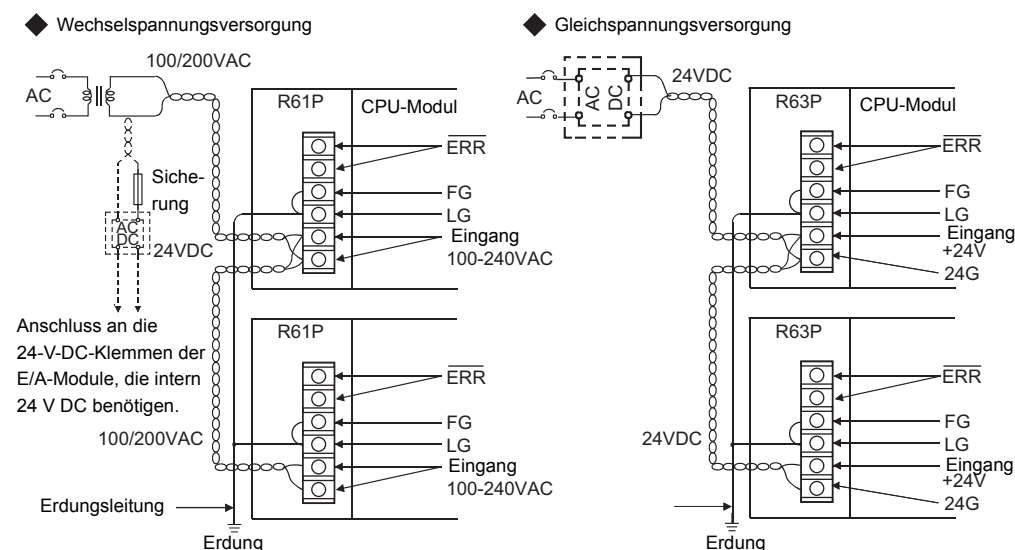 ◆ Wechselspannungsversorgung
100/200VAC
AC
Siche-
rung
AC
DC
24VDC
Anschluss an die
24-V-DC-Klemmen der
E/A-Module, die intern
24 V DC benötigen.
R61P
CPU-Modul
ERR
FG
LG
Eingang
100-240VAC
R61P
100/200VAC
ERR
FG
LG
Eingang
100-240VAC
Erdungsleitung
Erdung
◆ Gleichspannungsversorgung
24VDC
AC
AC
DC
R63P
CPU-Modul
ERR
FG
LG
Eingang
+24V
24G
R63P
24VDC
ERR
FG
LG
Eingang
+24V
24G
Erdung